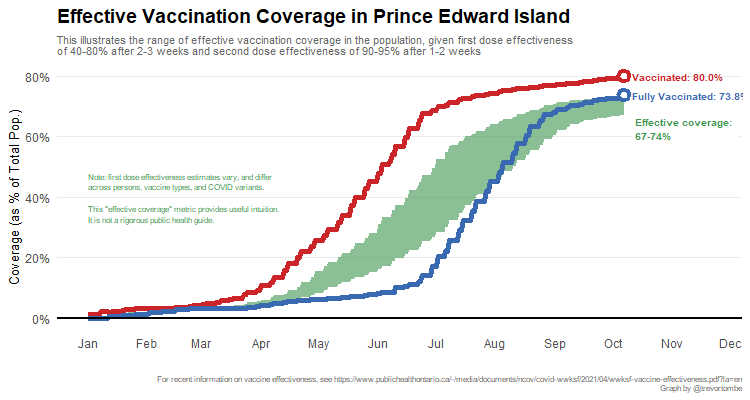 Effective Vaccination Coverage in Prince Edward Island
This illustrates the range of effective vaccination coverage in the population, given first dose effectiveness
of 40-80% after 2-3 weeks and second dose effectiveness of 90-95% after 1-2 weeks
Coverage (as % of Total Pop.)
80%
60%
40%
20%
0%
Vaccinated: 80.0%
Fully Vaccinated: 73.8%
Effective coverage:
67-74%
Note: first dose effectiveness estimates vary, and differ
across persons, vaccine types, and COVID variants.
This "effective coverage" metric provides useful intuition.
It is not a rigorous public health guide.
Jan Feb Mar Apr May Jun Jul Aug Sep Oct Nov Dec
For recent information on vaccine effectiveness, see https://www.publichealthontario.ca/-/media/documents/ncov/covid-wwksf/2021/04/wwksf-vaccine-effectiveness.pdf?la=en
Graph by @trevortombe